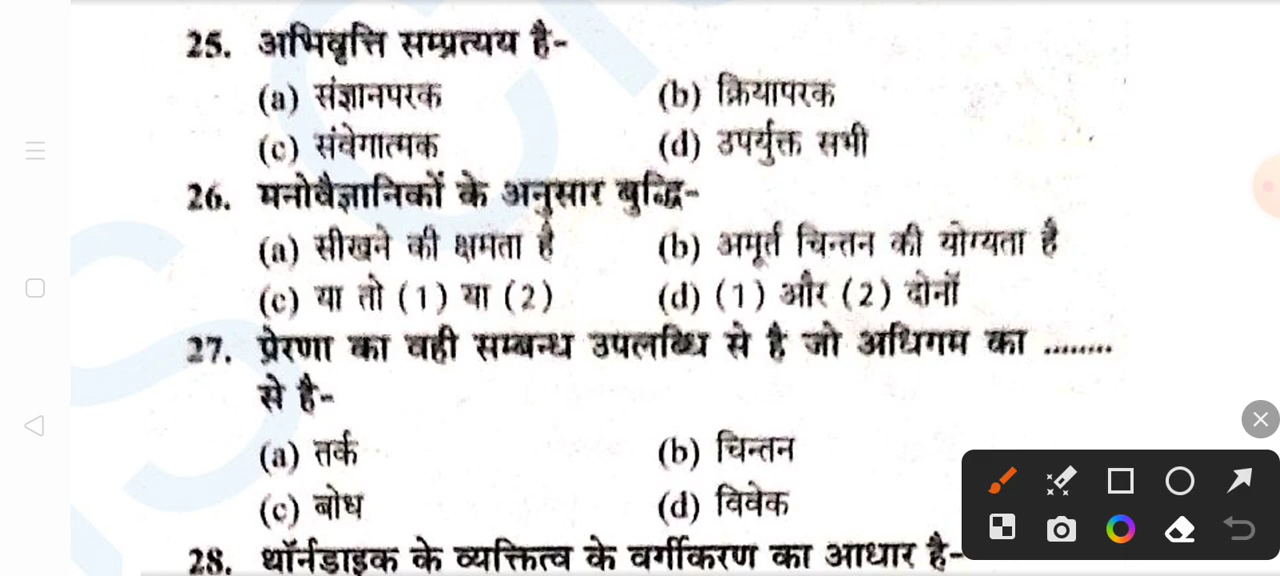 25. अभिवृत्ति सम्प्रत्यय है-
(a) संज्ञानपरक (b) क्रियापरक
(c) संवेगात्मक (d) उपर्युक्त सभी
26. मनोवैज्ञानिकों के अनुसार बुद्धि-
(a) सीखने की क्षमता है (b) अमूर्त चिन्तन की योग्यता है
(c) या तो (1) या (2) (d) (1) और (2) दोनों
27. प्रेरणा का वही सम्बन्ध उपलब्धि से है जो अधिगम का ........
से है-
(a) तर्क (b) चिन्तन
(c) बोध (d) विवेक
28. थॉर्नडाइक के व्यक्तित्व के वर्गीकरण का आधार है-